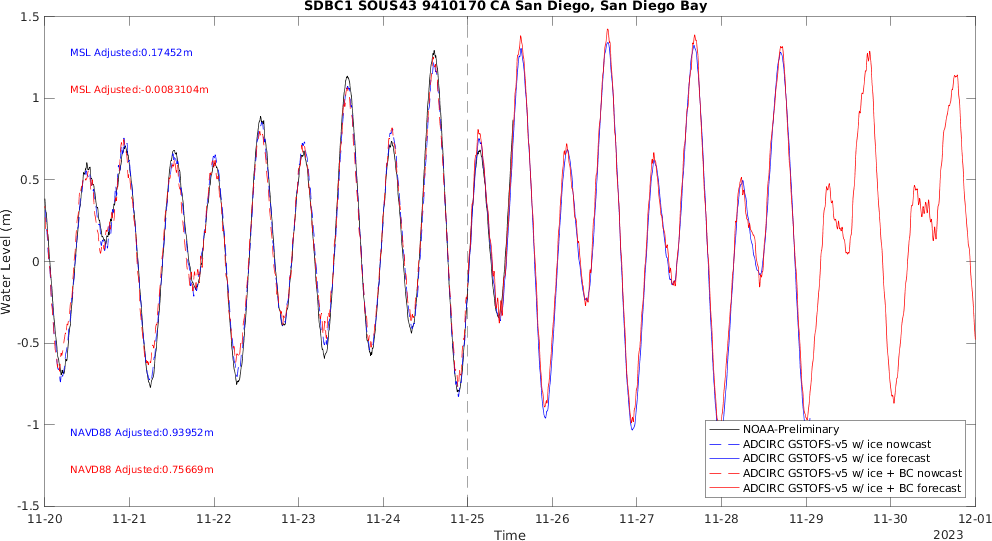 SDBC1 SOUS43 9410170 CA San Diego, San Diego Bay
1.5
MSL Adjusted:0.17452m
MSL Adjusted:-0.0083104m
1
0.5
Water Level (m)
0
-0.5
-1
NAVD88 Adjusted:0.93952m
NAVD88 Adjusted:0.75669m
NOAA-Preliminary
ADCIRC GSTOFS-v5 w/ ice nowcast
ADCIRC GSTOFS-v5 w/ ice forecast
ADCIRC GSTOFS-v5 w/ ice + BC nowcast
ADCIRC GSTOFS-v5 w/ ice + BC forecast
-1.5
11-20 11-21 11-22 11-23 11-24 11-25 11-26 11-27 11-28 11-29 11-30 12-01
Time
2023